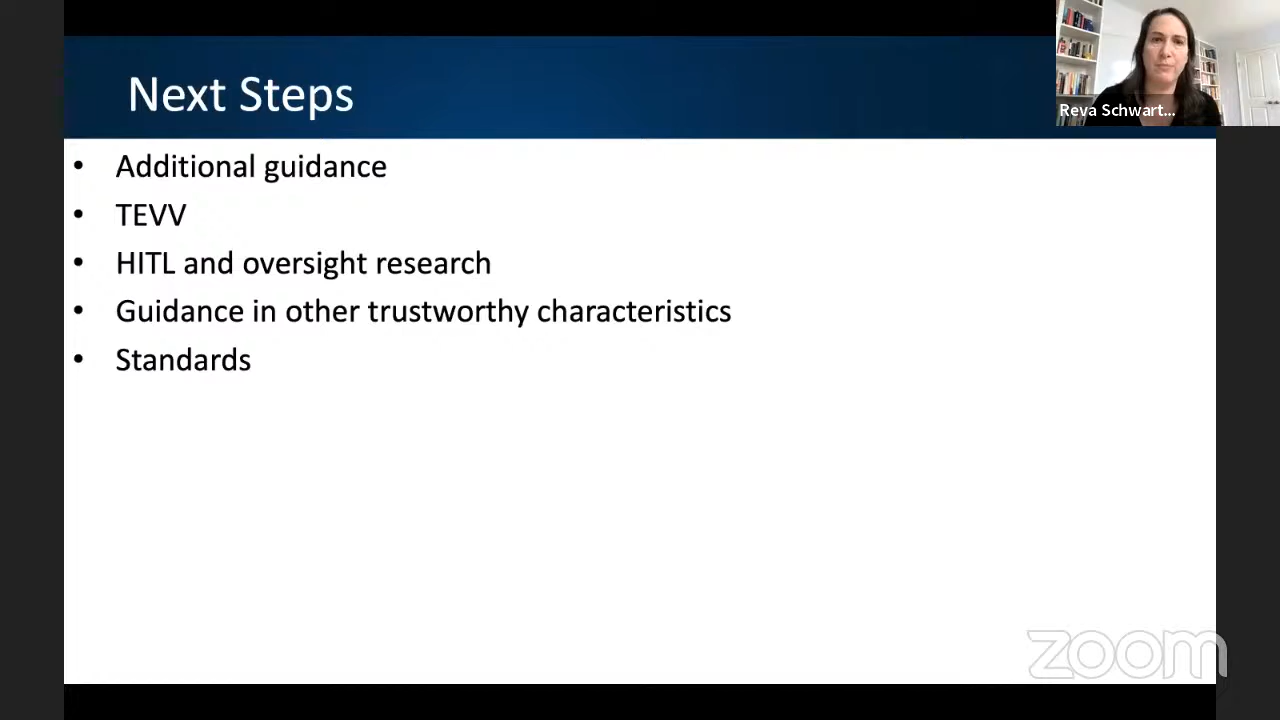 Next Steps
Reva Schwart...
• Additional guidance
• TEVV
• HITL and oversight research
• Guidance in other trustworthy characteristics
• Standards
zoom